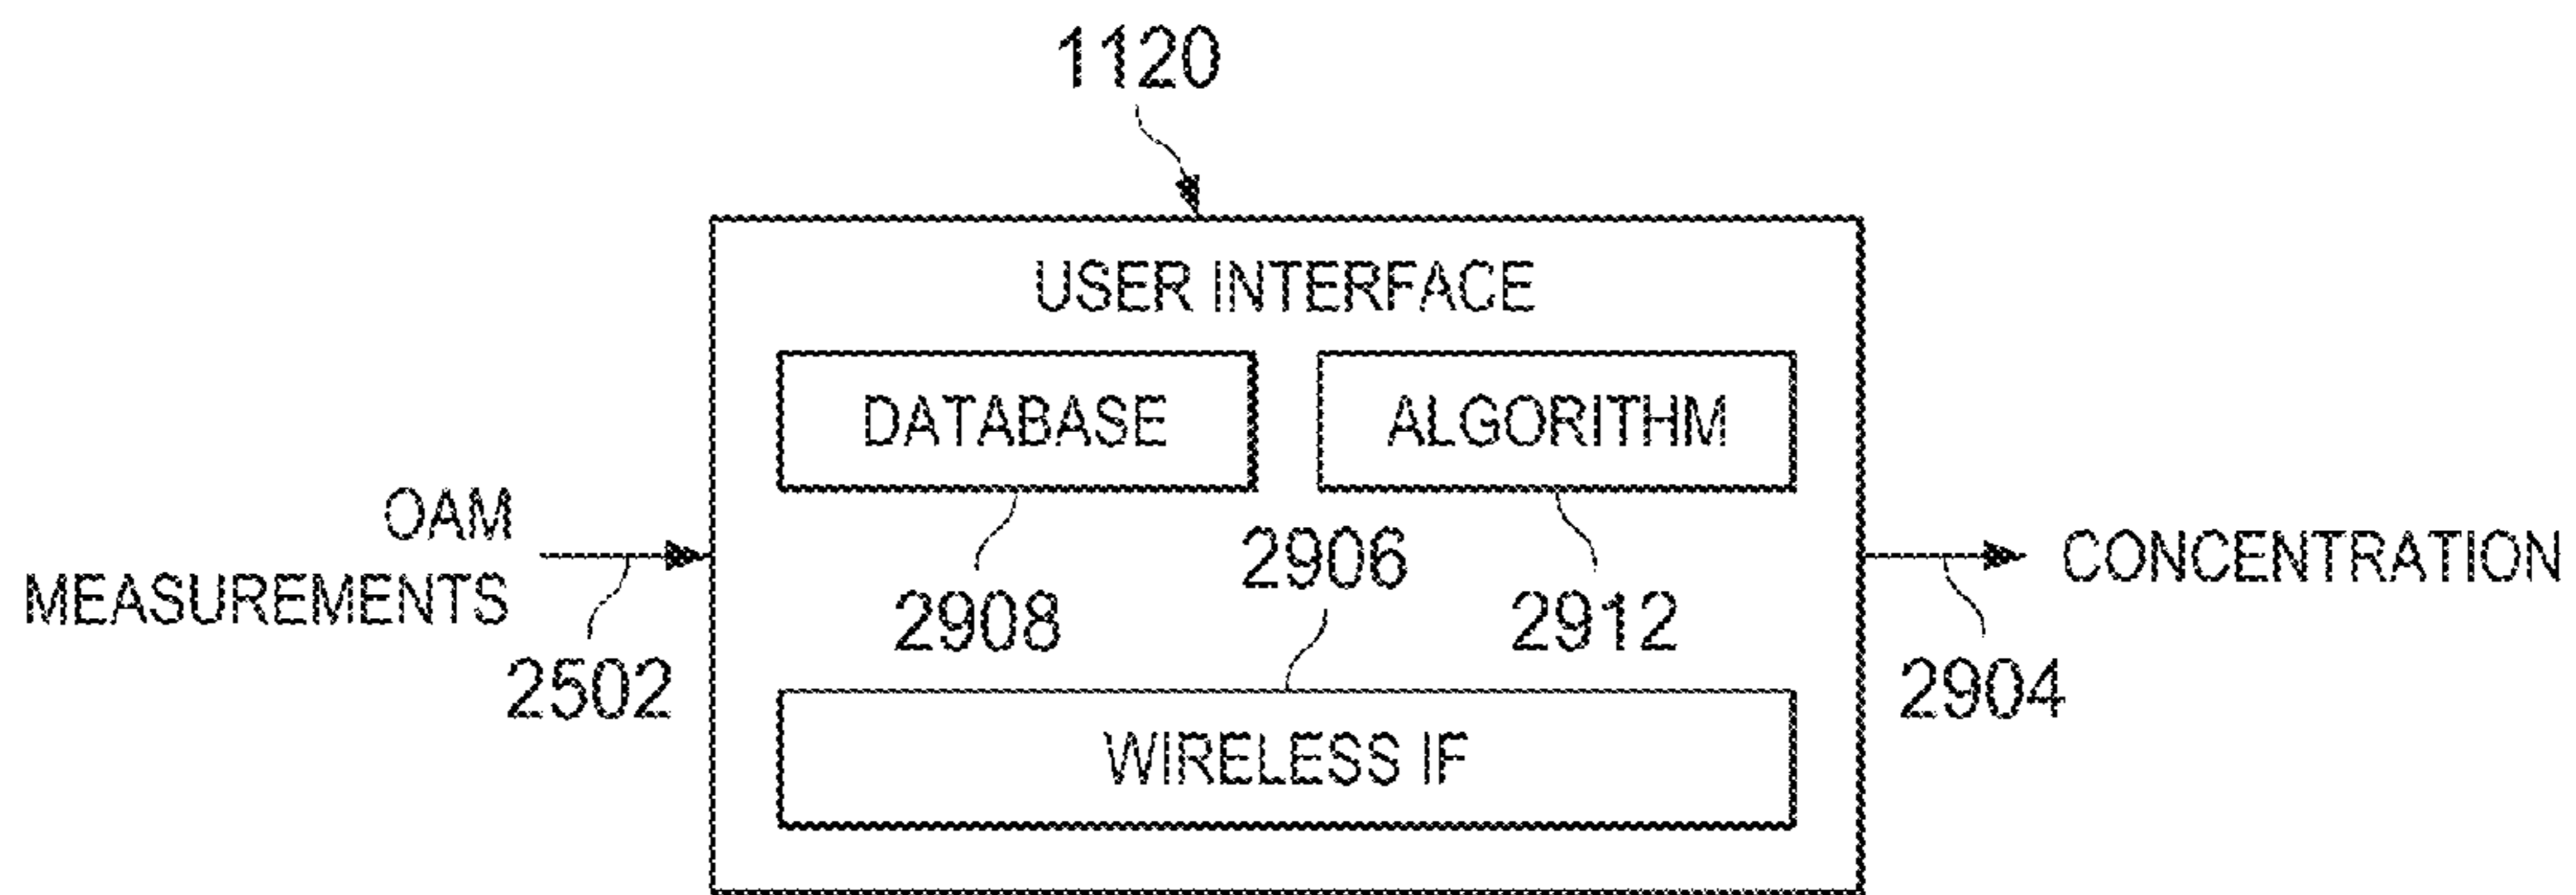 1120
USER INTERFACE
DATABASE
ALGORITHM
OAM
MEASUREMENTS
2502
2908
2906
2912
CONCENTRATION
2904
WIRELESS IF